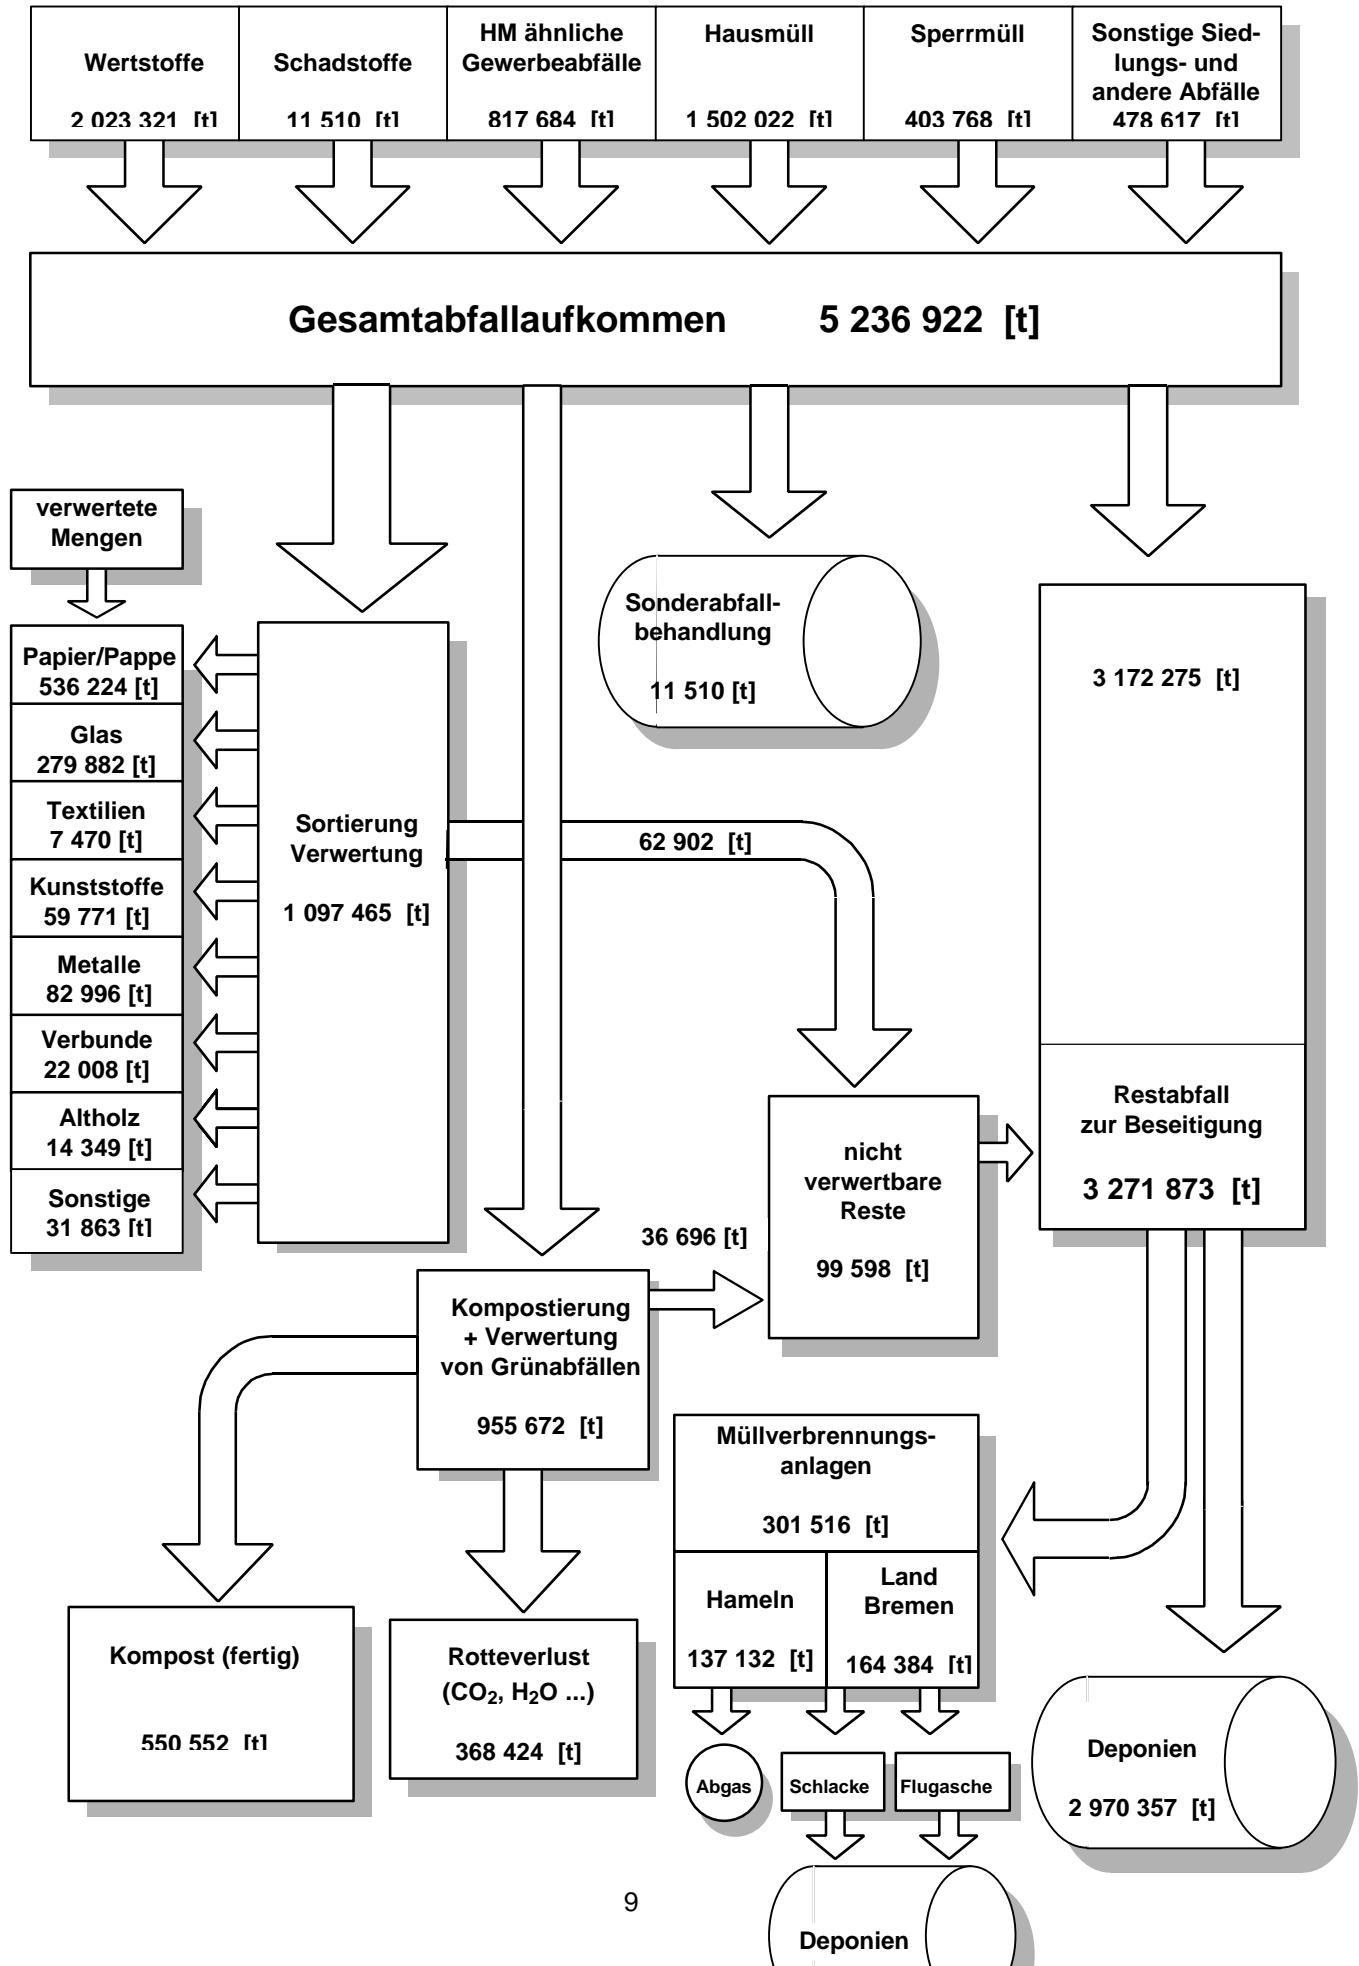 Wertstoffe
2 023 321 [t]
Schadstoffe
11 510 [t]
HM ähnliche
Gewerbeabfälle
817 684 [t]
Hausmüll
1 502 022 [t]
Sperrmüll
403 768 [t]
Sonstige Sied-
lungs- und
andere Abfälle
478 617 [t]
Gesamtabfallaufkommen 5 236 922 [t]
verwertete
Mengen
Papier/Pappe
536 224 [t]
Glas
279 882 [t]
Textilien
7 470 [t]
Kunststoffe
59 771 [t]
Metalle
82 996 [t]
Verbunde
22 008 [t]
Altholz
14 349 [t]
Sonstige
31 863 [t]
Sortierung
Verwertung
1 097 465 [t]
Sonderabfall-
behandlung
11 510 [t]
3 172 275 [t]
62 902 [t]
Restabfall
zur Beseitigung
3 271 873 [t]
nicht
verwertbare
Reste
99 598 [t]
36 696 [t]
Kompostierung
+ Verwertung
von Grünabfällen
955 672 [t]
Müllverbrennungs-
anlagen
301 516 [t]
Hameln
137 132 [t]
Land
Bremen
164 384 [t]
Kompost (fertig)
550 552 [t]
Rotteverlust
(CO₂, H₂O ...)
368 424 [t]
Abgas
Schlacke
Flugasche
Deponien
2 970 357 [t]
Deponien
9